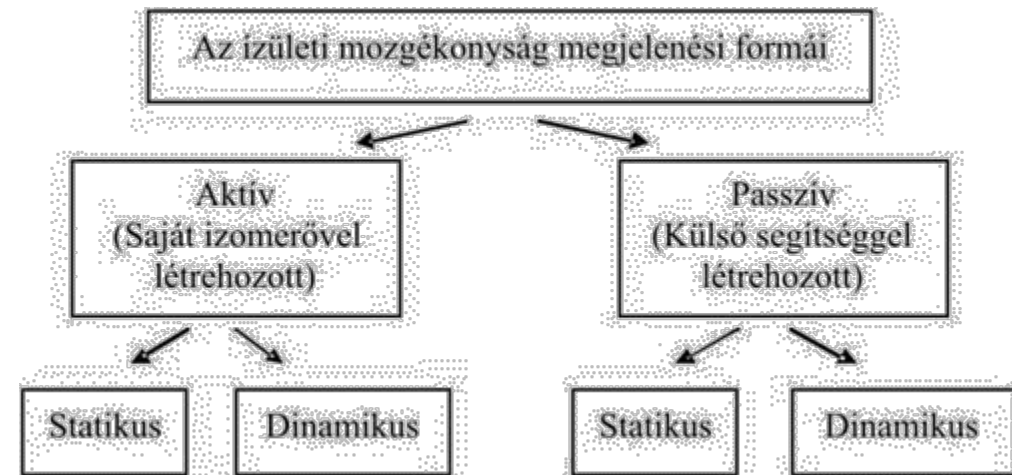 Az ízületi mozgékonyság megjelenési formái
Aktív
(Saját izomerővel
létrehozott)
Passzív
(Külső segítséggel
létrehozott)
Statikus
Dinamikus
Statikus
Dinamikus